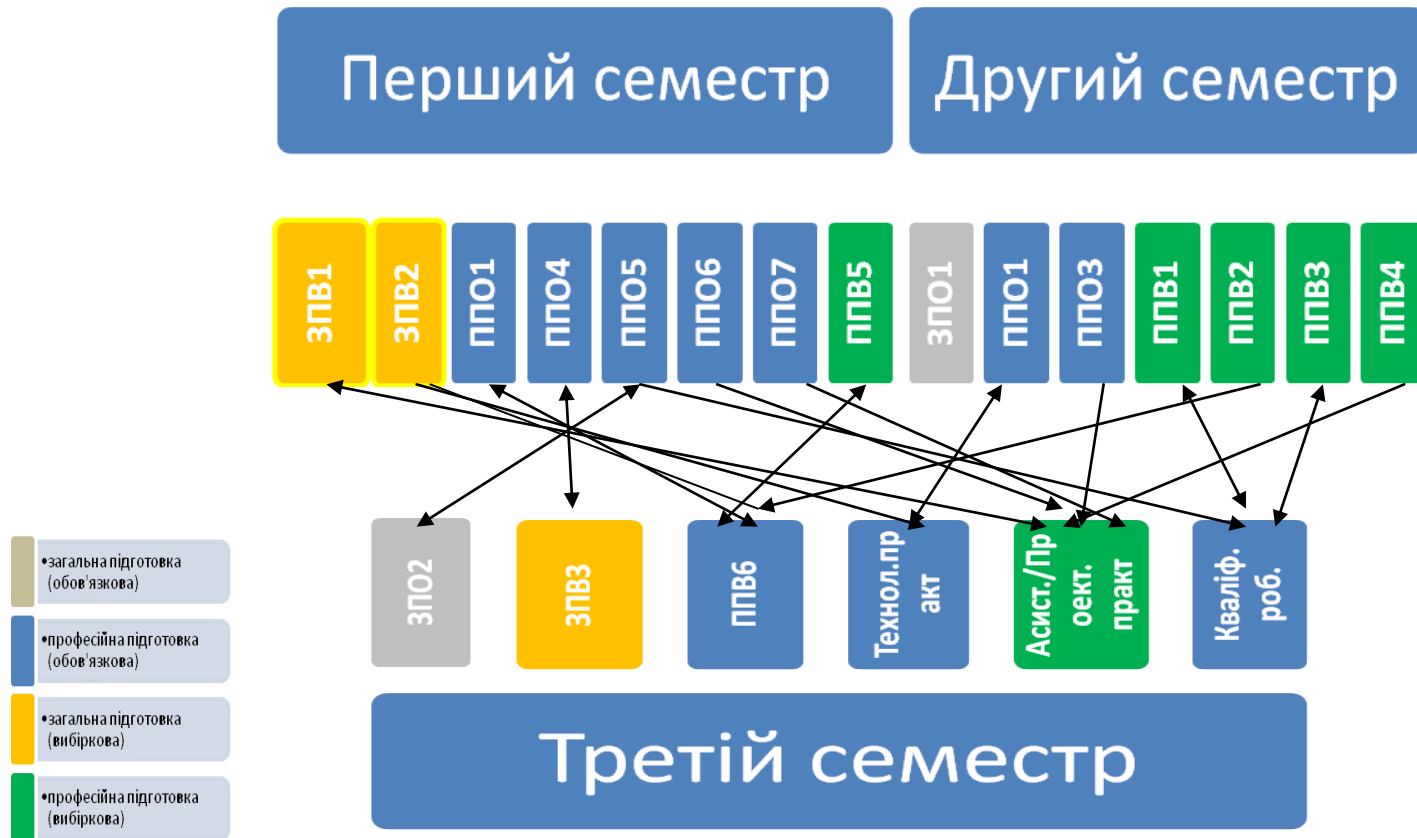 Перший семестр
Другий семестр
ЗПВ1
ЗПВ2
ППО1
ППО4
ППО5
ППО6
ППО7
ППВ5
ЗПО1
ППО1
ППО3
ППВ1
ППВ2
ППВ3
ППВ4
ЗПО2
ЗПВ3
ППВ6
Технол.пр
акт
Асист./Пр
оект.
практ
Кваліф.
роб.
•загальна підготовка
(обов'язкова)
•професійна підготовка
(обов'язкова)
•загальна підготовка
(вибіркова)
•професійна підготовка
(вибіркова)
Третій семестр